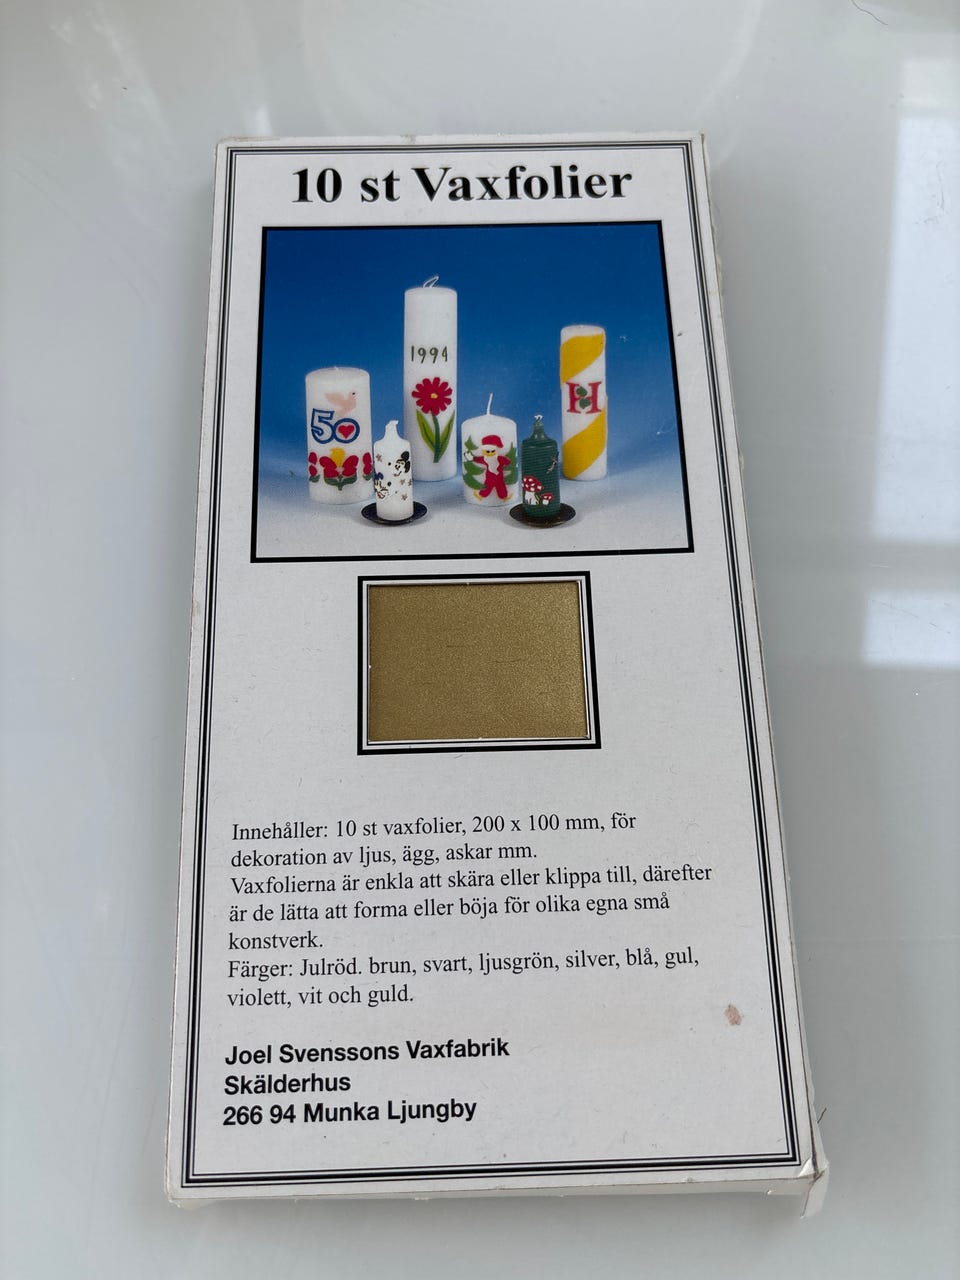 10 st Vaxfolier
1994
50
H
Innehåller: 10 st vaxfolier, 200 x 100 mm, för
dekoration av ljus, ägg, askar mm.
Vaxfolierna är enkla att skära eller klippa till, därefter
är de lätta att forma eller böja för olika egna små
konstverk.
Färger: Julröd. brun, svart, ljusgrön, silver, blå, gul,
violett, vit och guld.
Joel Svenssons Vaxfabrik
Skälderhus
266 94 Munka Ljungby